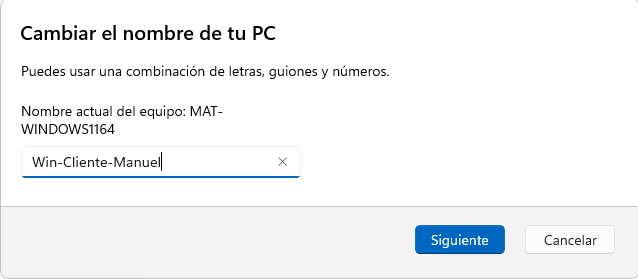 Cambiar el nombre de tu PC
Puedes usar una combinación de letras, guiones y números.
Nombre actual del equipo: MAT-
WINDOWS1164
Win-Cliente-Manuel
Siguiente
Cancelar